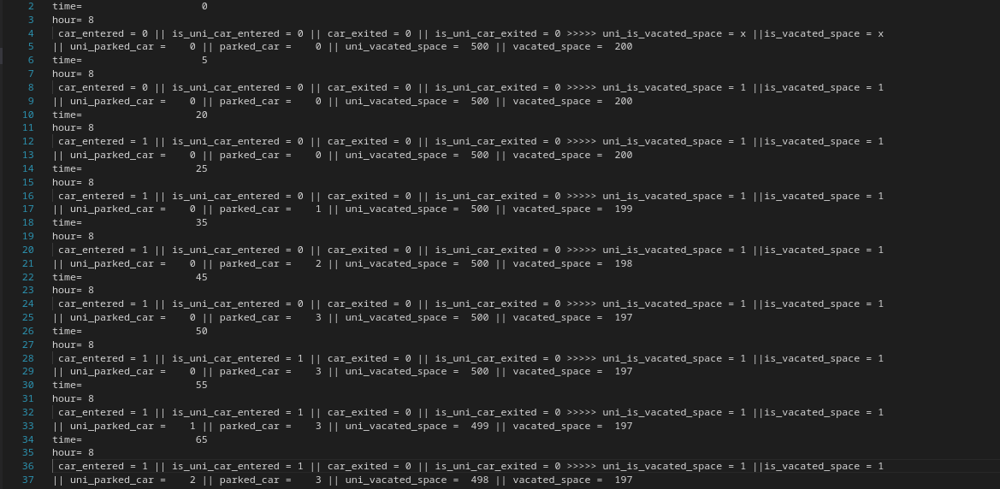 2 time=                    0
3 hour= 8
4  car_entered = 0 || is_uni_car_entered = 0 || car_exited = 0 || is_uni_car_exited = 0 >>>>> uni_is_vacated_space = x ||is_vacated_space = x
5 || uni_parked_car =    0 || parked_car =    0 || uni_vacated_space =  500 || vacated_space =  200
6 time=                    5
7 hour= 8
8  car_entered = 0 || is_uni_car_entered = 0 || car_exited = 0 || is_uni_car_exited = 0 >>>>> uni_is_vacated_space = 1 ||is_vacated_space = 1
9 || uni_parked_car =    0 || parked_car =    0 || uni_vacated_space =  500 || vacated_space =  200
10 time=                   20
11 hour= 8
12  car_entered = 1 || is_uni_car_entered = 0 || car_exited = 0 || is_uni_car_exited = 0 >>>>> uni_is_vacated_space = 1 ||is_vacated_space = 1
13 || uni_parked_car =    0 || parked_car =    0 || uni_vacated_space =  500 || vacated_space =  200
14 time=                   25
15 hour= 8
16  car_entered = 1 || is_uni_car_entered = 0 || car_exited = 0 || is_uni_car_exited = 0 >>>>> uni_is_vacated_space = 1 ||is_vacated_space = 1
17 || uni_parked_car =    0 || parked_car =    1 || uni_vacated_space =  500 || vacated_space =  199
18 time=                   35
19 hour= 8
20  car_entered = 1 || is_uni_car_entered = 0 || car_exited = 0 || is_uni_car_exited = 0 >>>>> uni_is_vacated_space = 1 ||is_vacated_space = 1
21 || uni_parked_car =    0 || parked_car =    2 || uni_vacated_space =  500 || vacated_space =  198
22 time=                   45
23 hour= 8
24  car_entered = 1 || is_uni_car_entered = 0 || car_exited = 0 || is_uni_car_exited = 0 >>>>> uni_is_vacated_space = 1 ||is_vacated_space = 1
25 || uni_parked_car =    0 || parked_car =    3 || uni_vacated_space =  500 || vacated_space =  197
26 time=                   50
27 hour= 8
28  car_entered = 1 || is_uni_car_entered = 1 || car_exited = 0 || is_uni_car_exited = 0 >>>>> uni_is_vacated_space = 1 ||is_vacated_space = 1
29 || uni_parked_car =    0 || parked_car =    3 || uni_vacated_space =  500 || vacated_space =  197
30 time=                   55
31 hour= 8
32  car_entered = 1 || is_uni_car_entered = 1 || car_exited = 0 || is_uni_car_exited = 0 >>>>> uni_is_vacated_space = 1 ||is_vacated_space = 1
33 || uni_parked_car =    1 || parked_car =    3 || uni_vacated_space =  499 || vacated_space =  197
34 time=                   65
35 hour= 8
36  car_entered = 1 || is_uni_car_entered = 1 || car_exited = 0 || is_uni_car_exited = 0 >>>>> uni_is_vacated_space = 1 ||is_vacated_space = 1
37 || uni_parked_car =    2 || parked_car =    3 || uni_vacated_space =  498 || vacated_space =  197